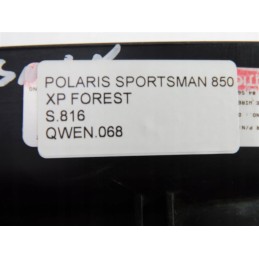 POLARIS SPORTSMAN 850
XP FOREST
S.816
QWEN.068